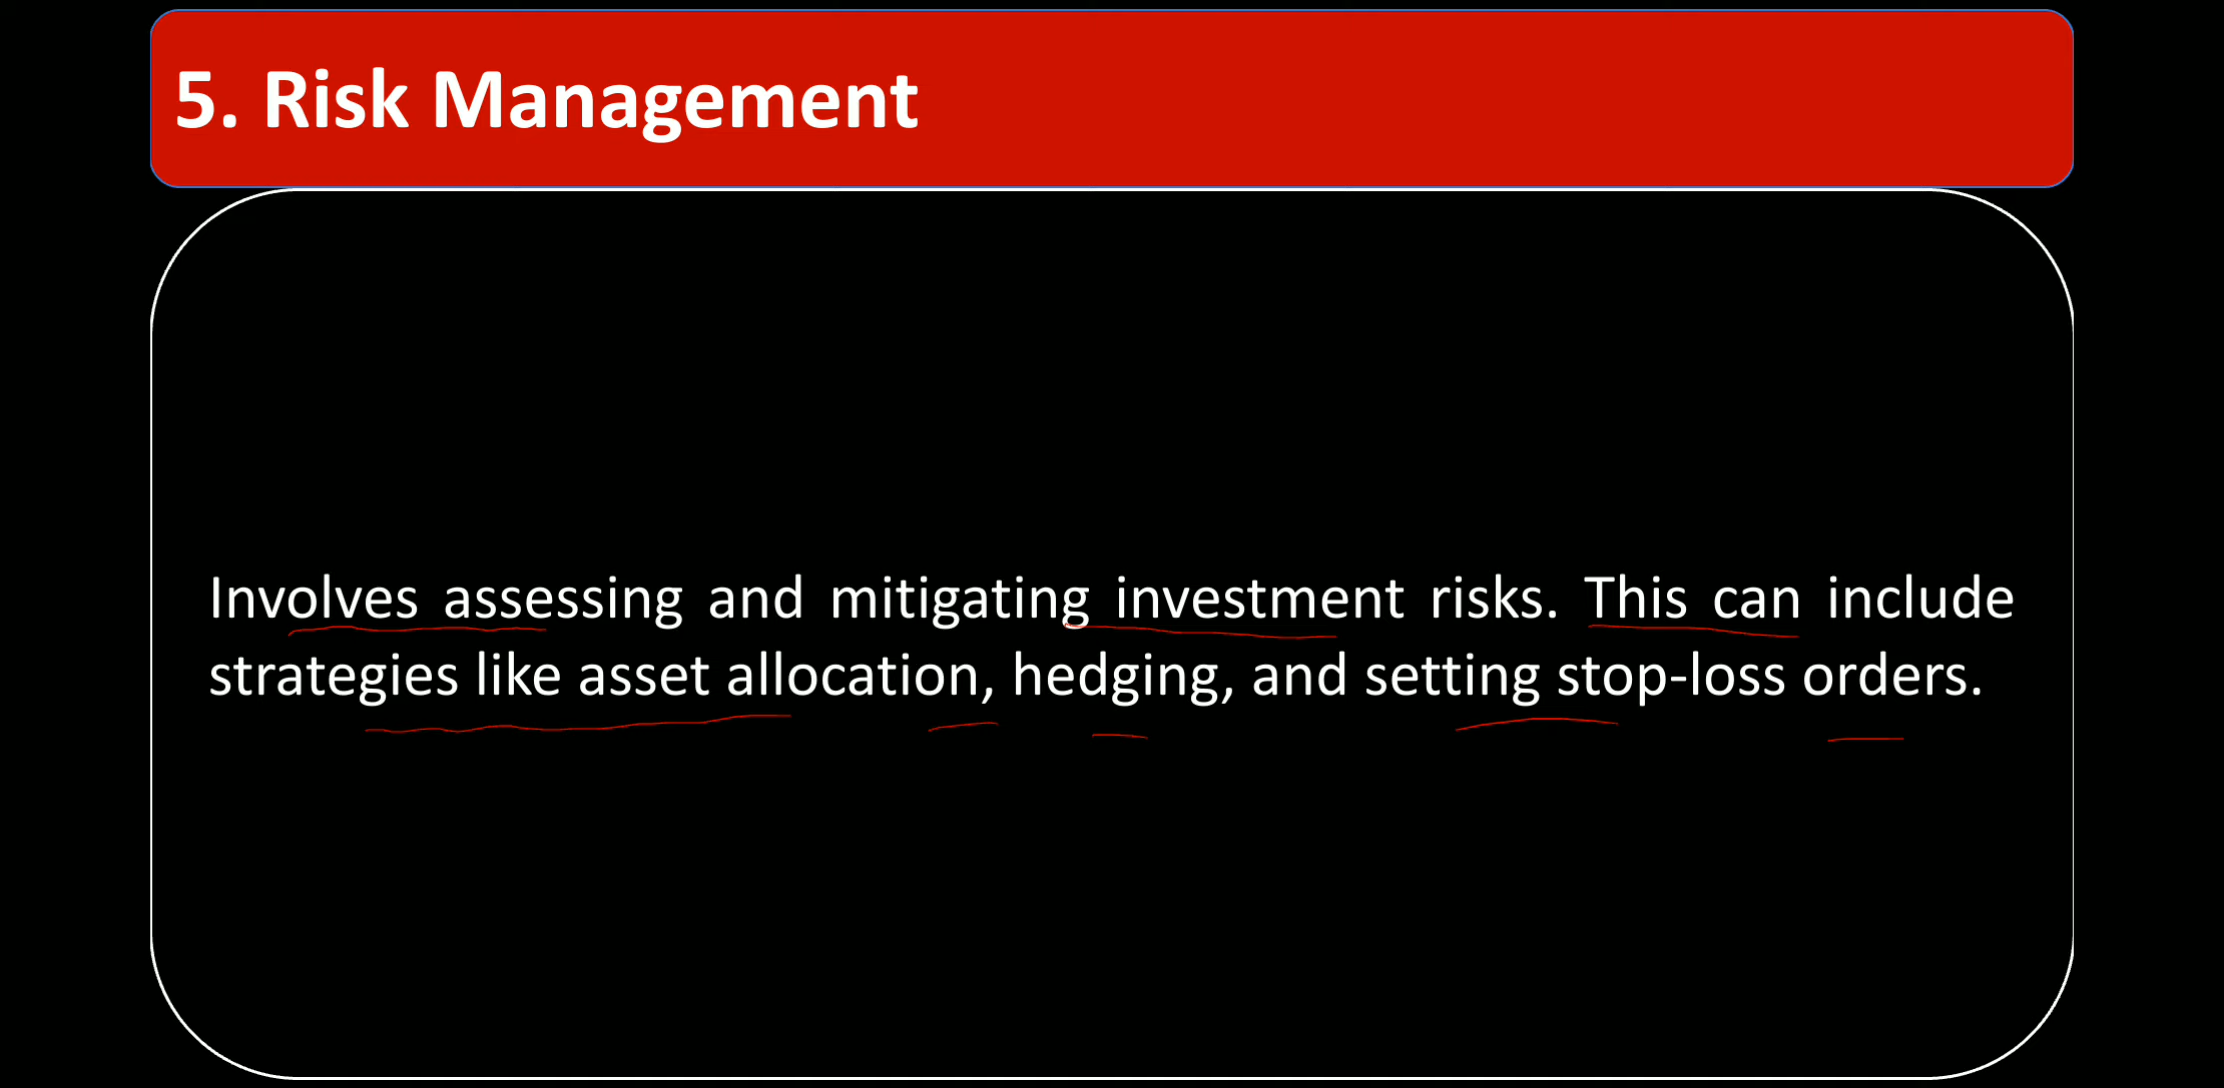 5. Risk Management
Involves assessing and mitigating investment risks. This can include
strategies like asset allocation, hedging, and setting stop-loss orders.